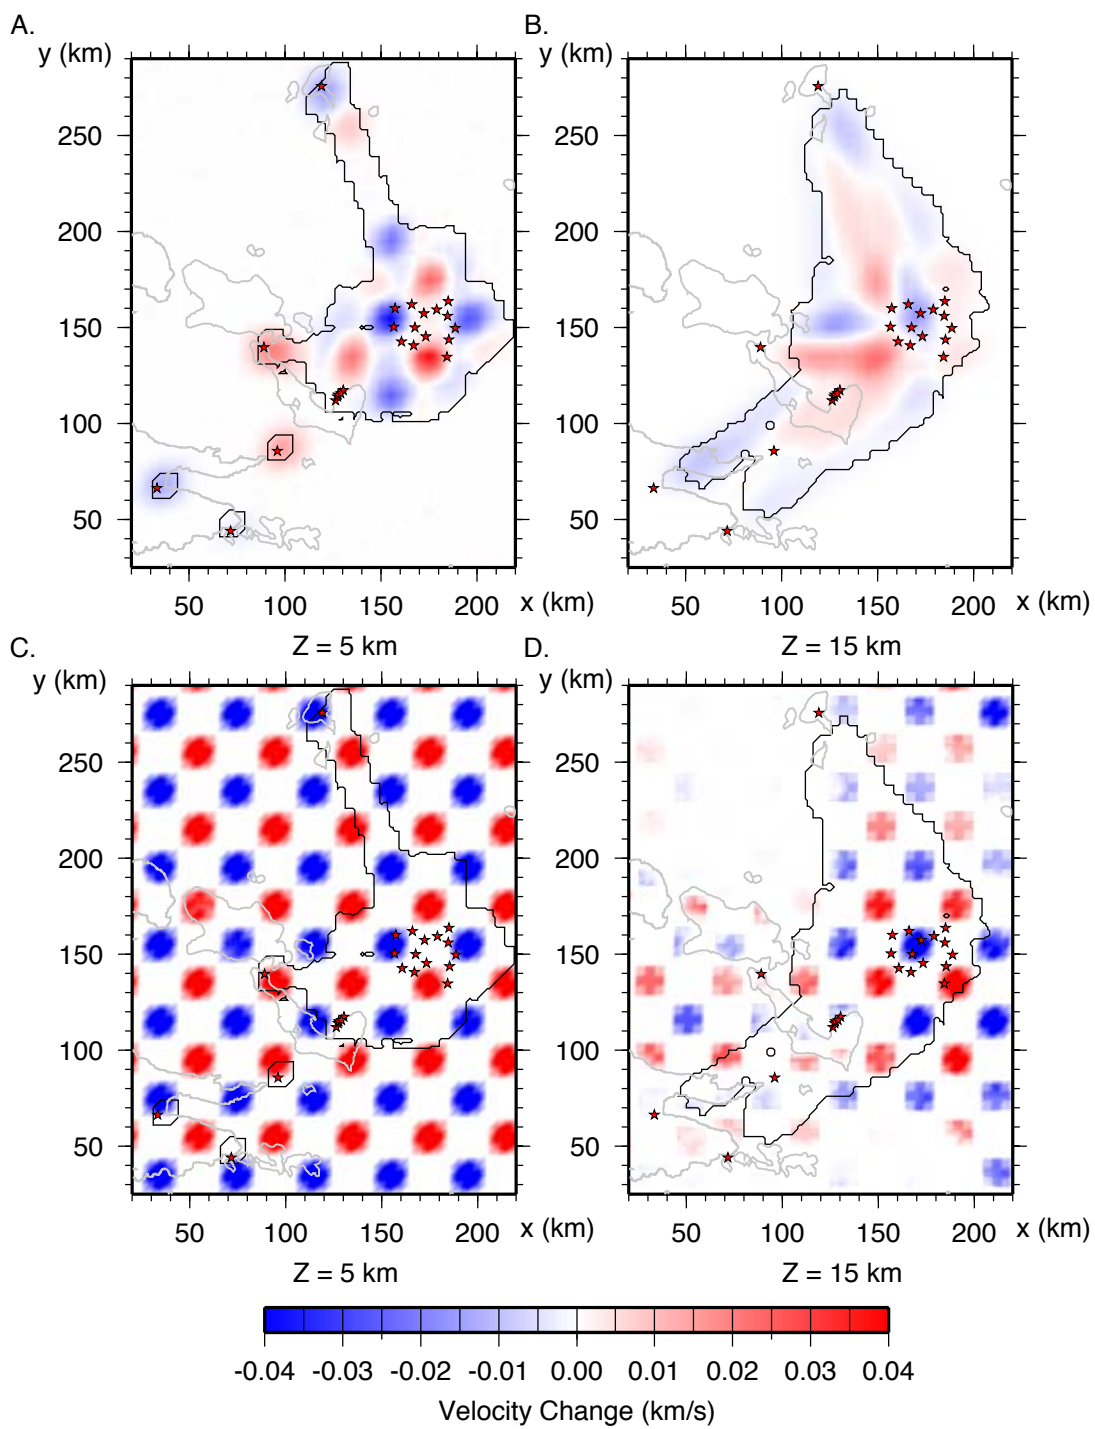 A.
B.
y (km)
y (km)
250
250
200
200
150
150
100
100
50
50
50 100 150 200 x (km)
50 100 150 200 x (km)
Z = 5 km
Z = 15 km
C.
D.
y (km)
y (km)
250
250
200
200
150
150
100
100
50
50
50 100 150 200 x (km)
50 100 150 200 x (km)
Z = 5 km
Z = 15 km
-0.04 -0.03 -0.02 -0.01 0.00 0.01 0.02 0.03 0.04
Velocity Change (km/s)